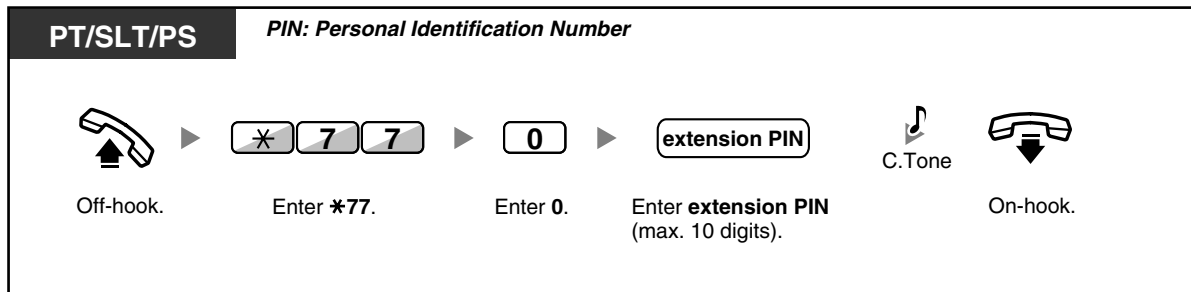 PT/SLT/PS
PIN: Personal Identification Number
✱ 7 7
0
extension PIN
C.Tone
Off-hook.
Enter ✱77.
Enter 0.
Enter extension PIN
(max. 10 digits).
On-hook.